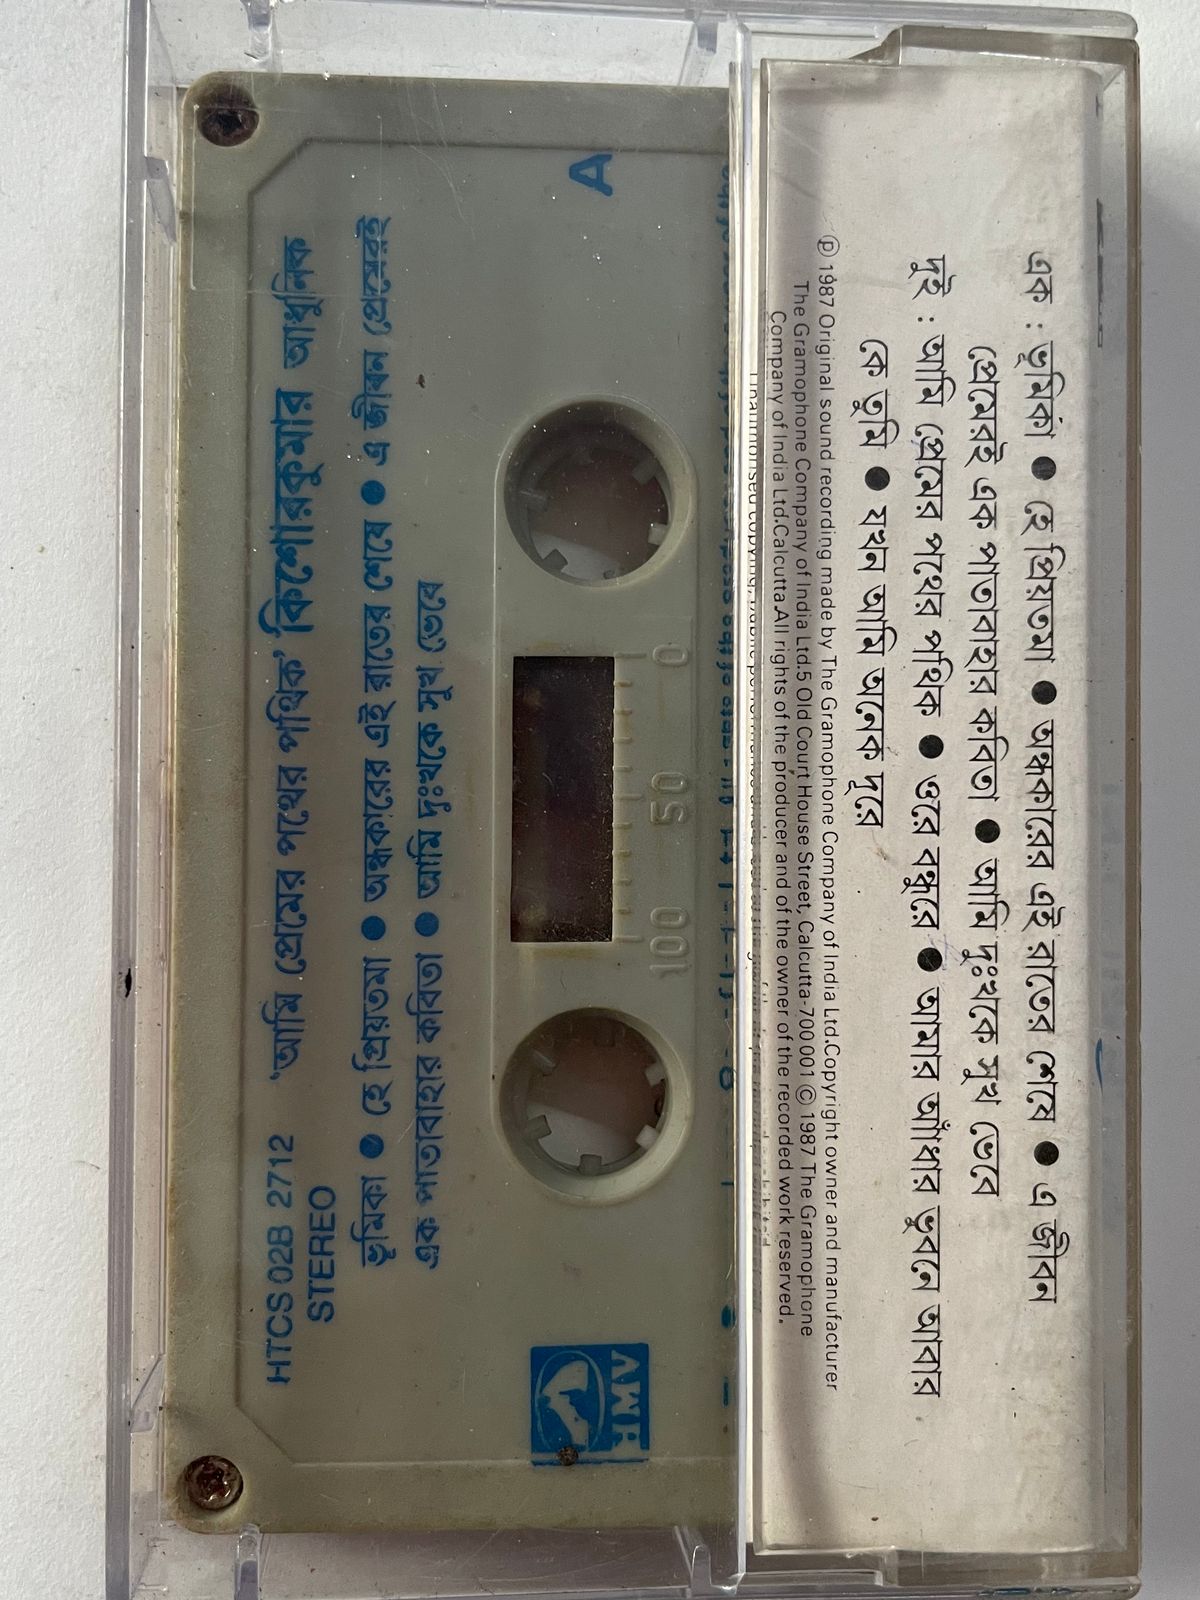 HTCS 02B 2712 'আমি প্রেমের পথের পথিক' কিশোরকুমার আধুনিক
STEREO
ভূমিকা ● হে প্রিয়তমা ● অন্ধকারের এই রাতের শেষে ● এ জীবন প্রেমেরই
এক পাতাবাহার কবিতা ● আমি দুঃখকে সুখ ভেবে
A
0 50 100
HMV
এক : ভূমিকা ● হে প্রিয়তমা ● অন্ধকারের এই রাতের শেষে ● এ জীবন
প্রেমেরই এক পাতাবাহার কবিতা ● আমি দুঃখকে সুখ ভেবে
দুই : আমি প্রেমের পথের পথিক ● ওরে বন্ধুরে ● আমার আঁধার ভুবনে আবার
কে তুমি ● যখন আমি অনেক দূরে
℗ 1987 Original sound recording made by The Gramophone Company of India Ltd.Copyright owner and manufacturer
The Gramophone Company of India Ltd.5 Old Court House Street, Calcutta-700 001 © 1987 The Gramophone
Company of India Ltd.Calcutta.All rights of the producer and of the owner of the recorded work reserved.
Unauthorised copying,